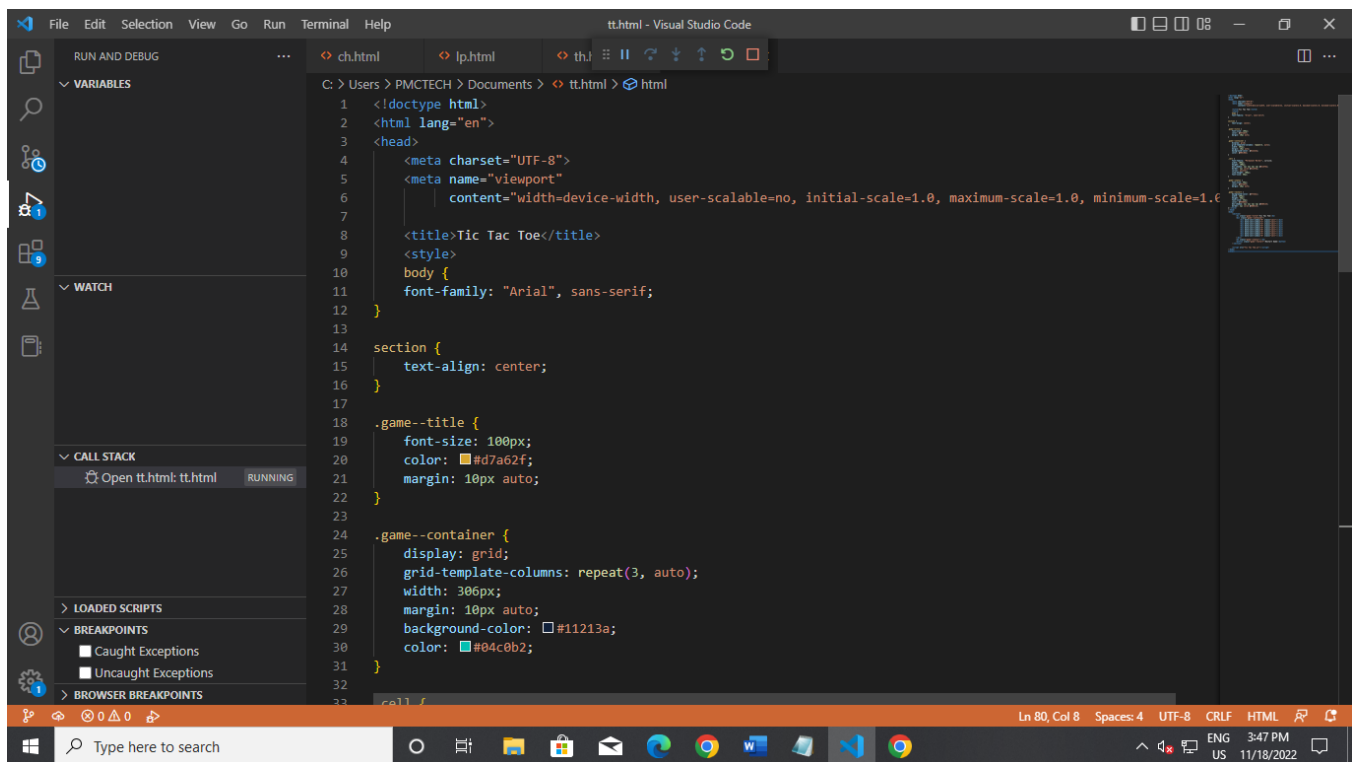 File Edit Selection View Go Run Terminal Help
tt.html - Visual Studio Code
RUN AND DEBUG
ch.html
lp.html
VARIABLES
C: > Users > PMCTECH > Documents > tt.html > html
1 <!doctype html>
2 <html lang="en">
3 <head>
4 <meta charset="UTF-8">
5 <meta name="viewport"
6 content="width=device-width, user-scalable=no, initial-scale=1.0, maximum-scale=1.0, minimum-scale=1.0
7
8 <title>Tic Tac Toe</title>
9 <style>
10 body {
WATCH
11 font-family: "Arial", sans-serif;
12 }
13
14 section {
15 text-align: center;
16 }
17
18 .game--title {
19 font-size: 100px;
CALL STACK
20 color: #d7a62f;
Open tt.html: tt.html RUNNING
21 margin: 10px auto;
22 }
23
24 .game--container {
25 display: grid;
26 grid-template-columns: repeat(3, auto);
27 width: 306px;
LOADED SCRIPTS
28 margin: 10px auto;
BREAKPOINTS
29 background-color: #11213a;
Caught Exceptions
30 color: #04c0b2;
Uncaught Exceptions
31 }
32
BROWSER BREAKPOINTS
33 cell {
0 0
Ln 80, Col 8 Spaces: 4 UTF-8 CRLF HTML
Type here to search
ENG
US
3:47 PM
11/18/2022